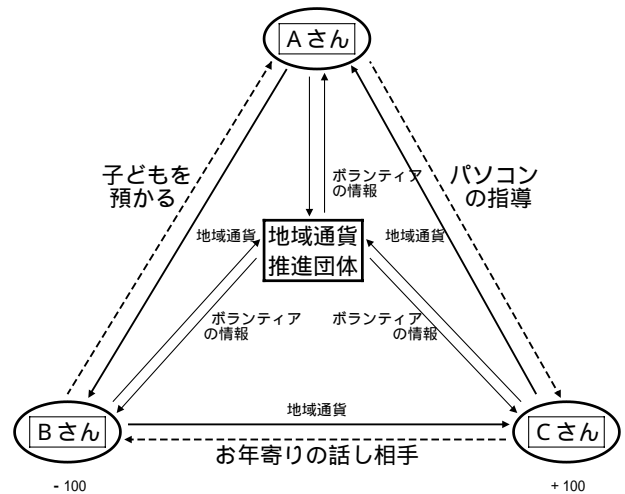 Aさん
子どもを
預かる
ボランティア
の情報
パソコン
の指導
地域通貨
地域通貨
推進団体
地域通貨
ボランティア
の情報
ボランティア
の情報
地域通貨
Bさん
Cさん
お年寄りの話し相手
- 100
+ 100